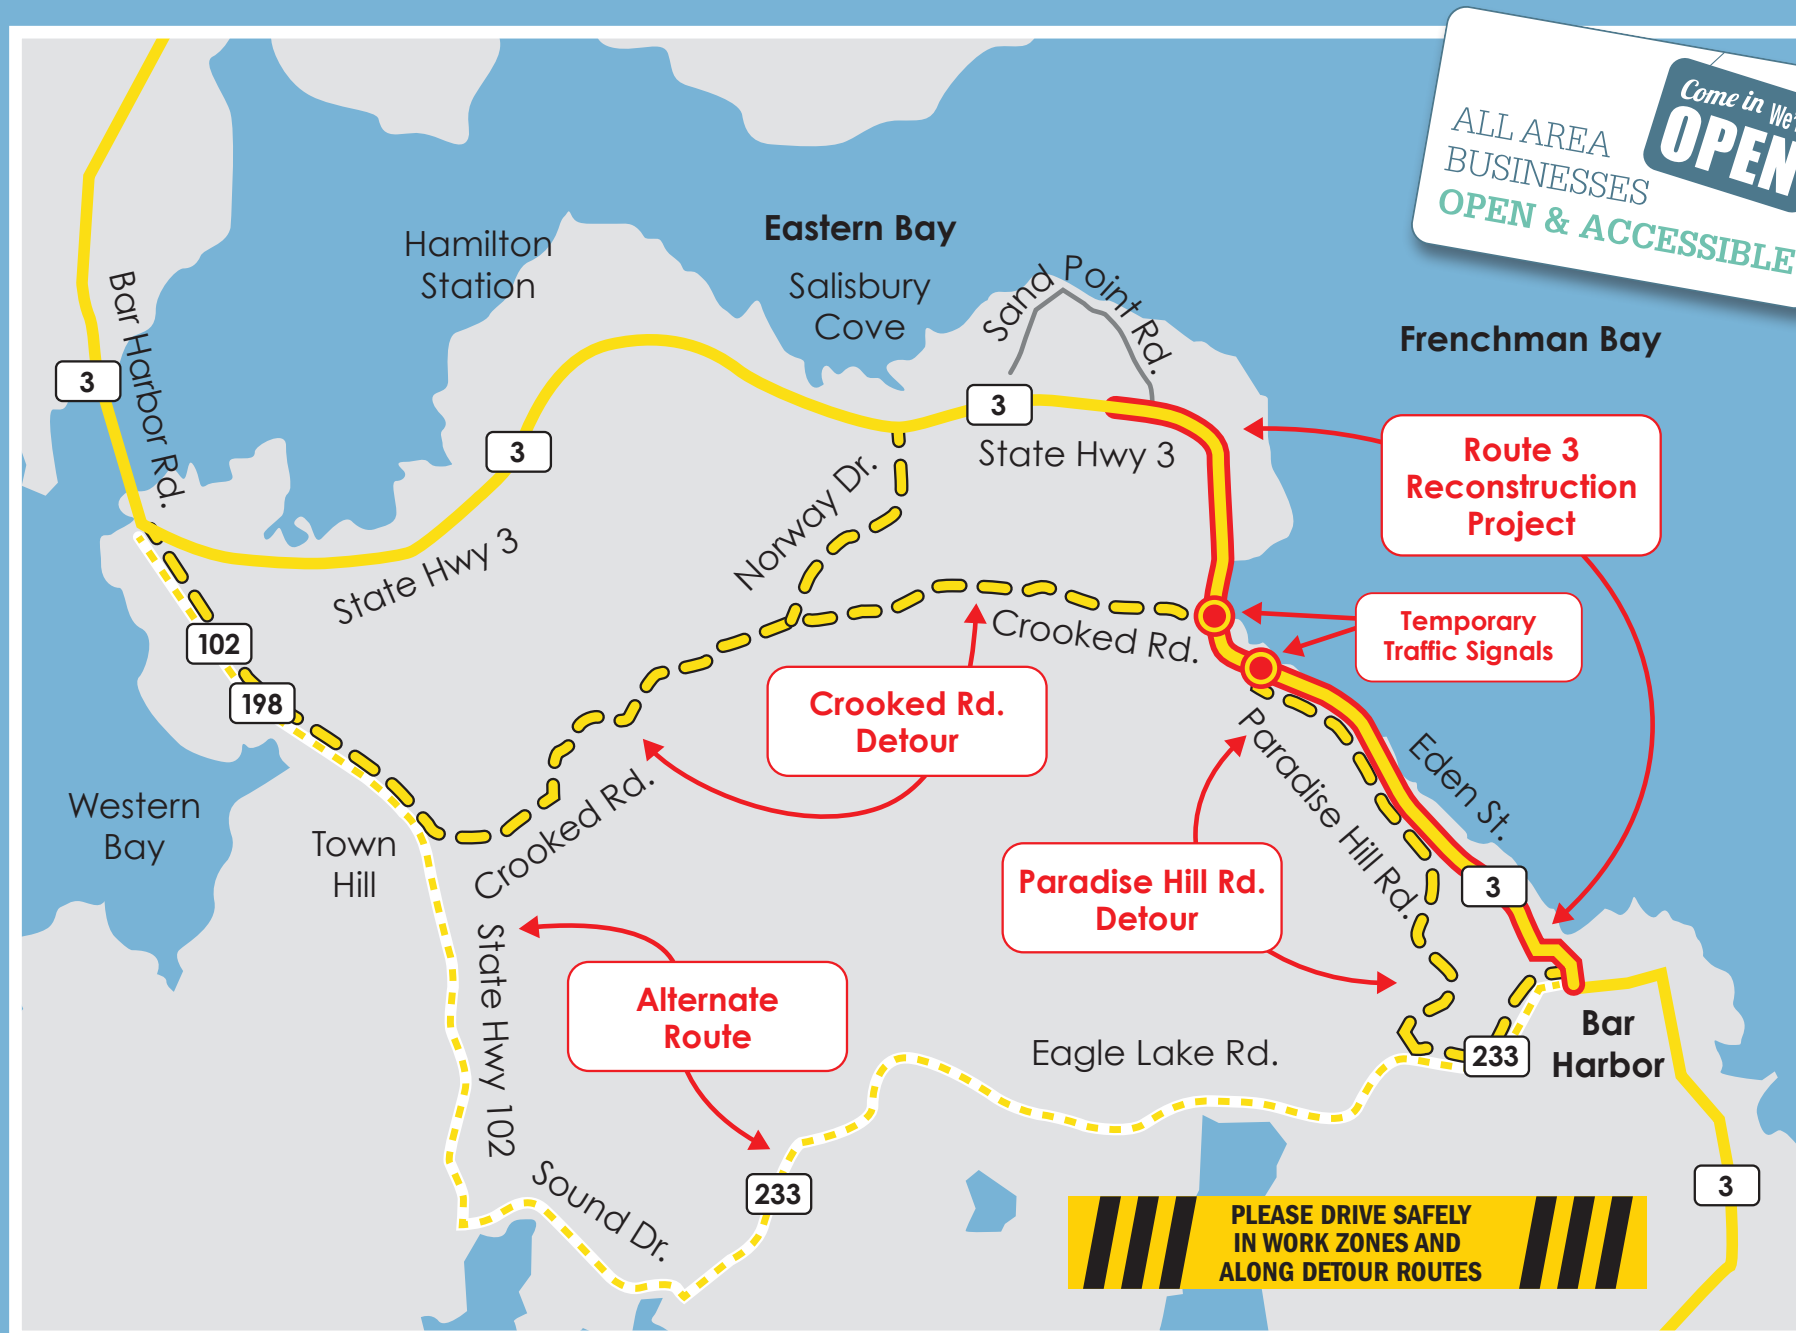 Come in We'
OPEN
ALL AREA
BUSINESSES
OPEN & ACCESSIBLE
Eastern Bay
Hamilton
Station
Salisbury
Cove
Sand Point Rd.
Frenchman Bay
Bar Harbor Rd.
3
3
3
State Hwy 3
Route 3
Reconstruction
Project
Norway Dr.
State Hwy 3
Temporary
Traffic Signals
Crooked Rd.
102
198
Crooked Rd.
Detour
Paradise Hill Rd.
Eden St.
Western
Bay
Town
Hill
Crooked Rd.
Paradise Hill Rd.
Detour
3
State Hwy 102
Alternate
Route
Eagle Lake Rd.
233
Bar
Harbor
Sound Dr.
233
3
PLEASE DRIVE SAFELY
IN WORK ZONES AND
ALONG DETOUR ROUTES